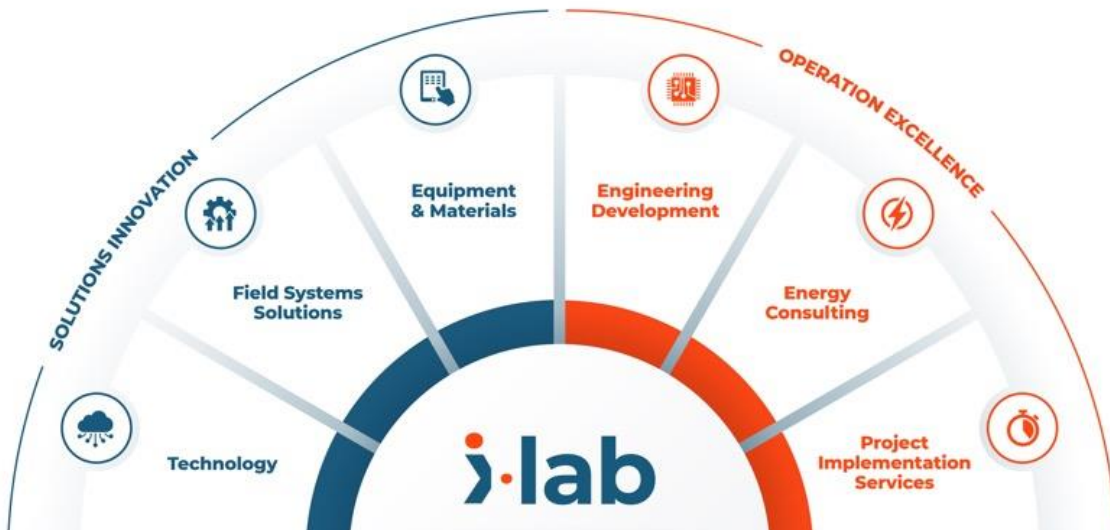 SOLUTIONS INNOVATION
OPERATION EXCELLENCE
Technology
Field Systems
Solutions
Equipment
& Materials
Engineering
Development
Energy
Consulting
Project
Implementation
Services
i·lab